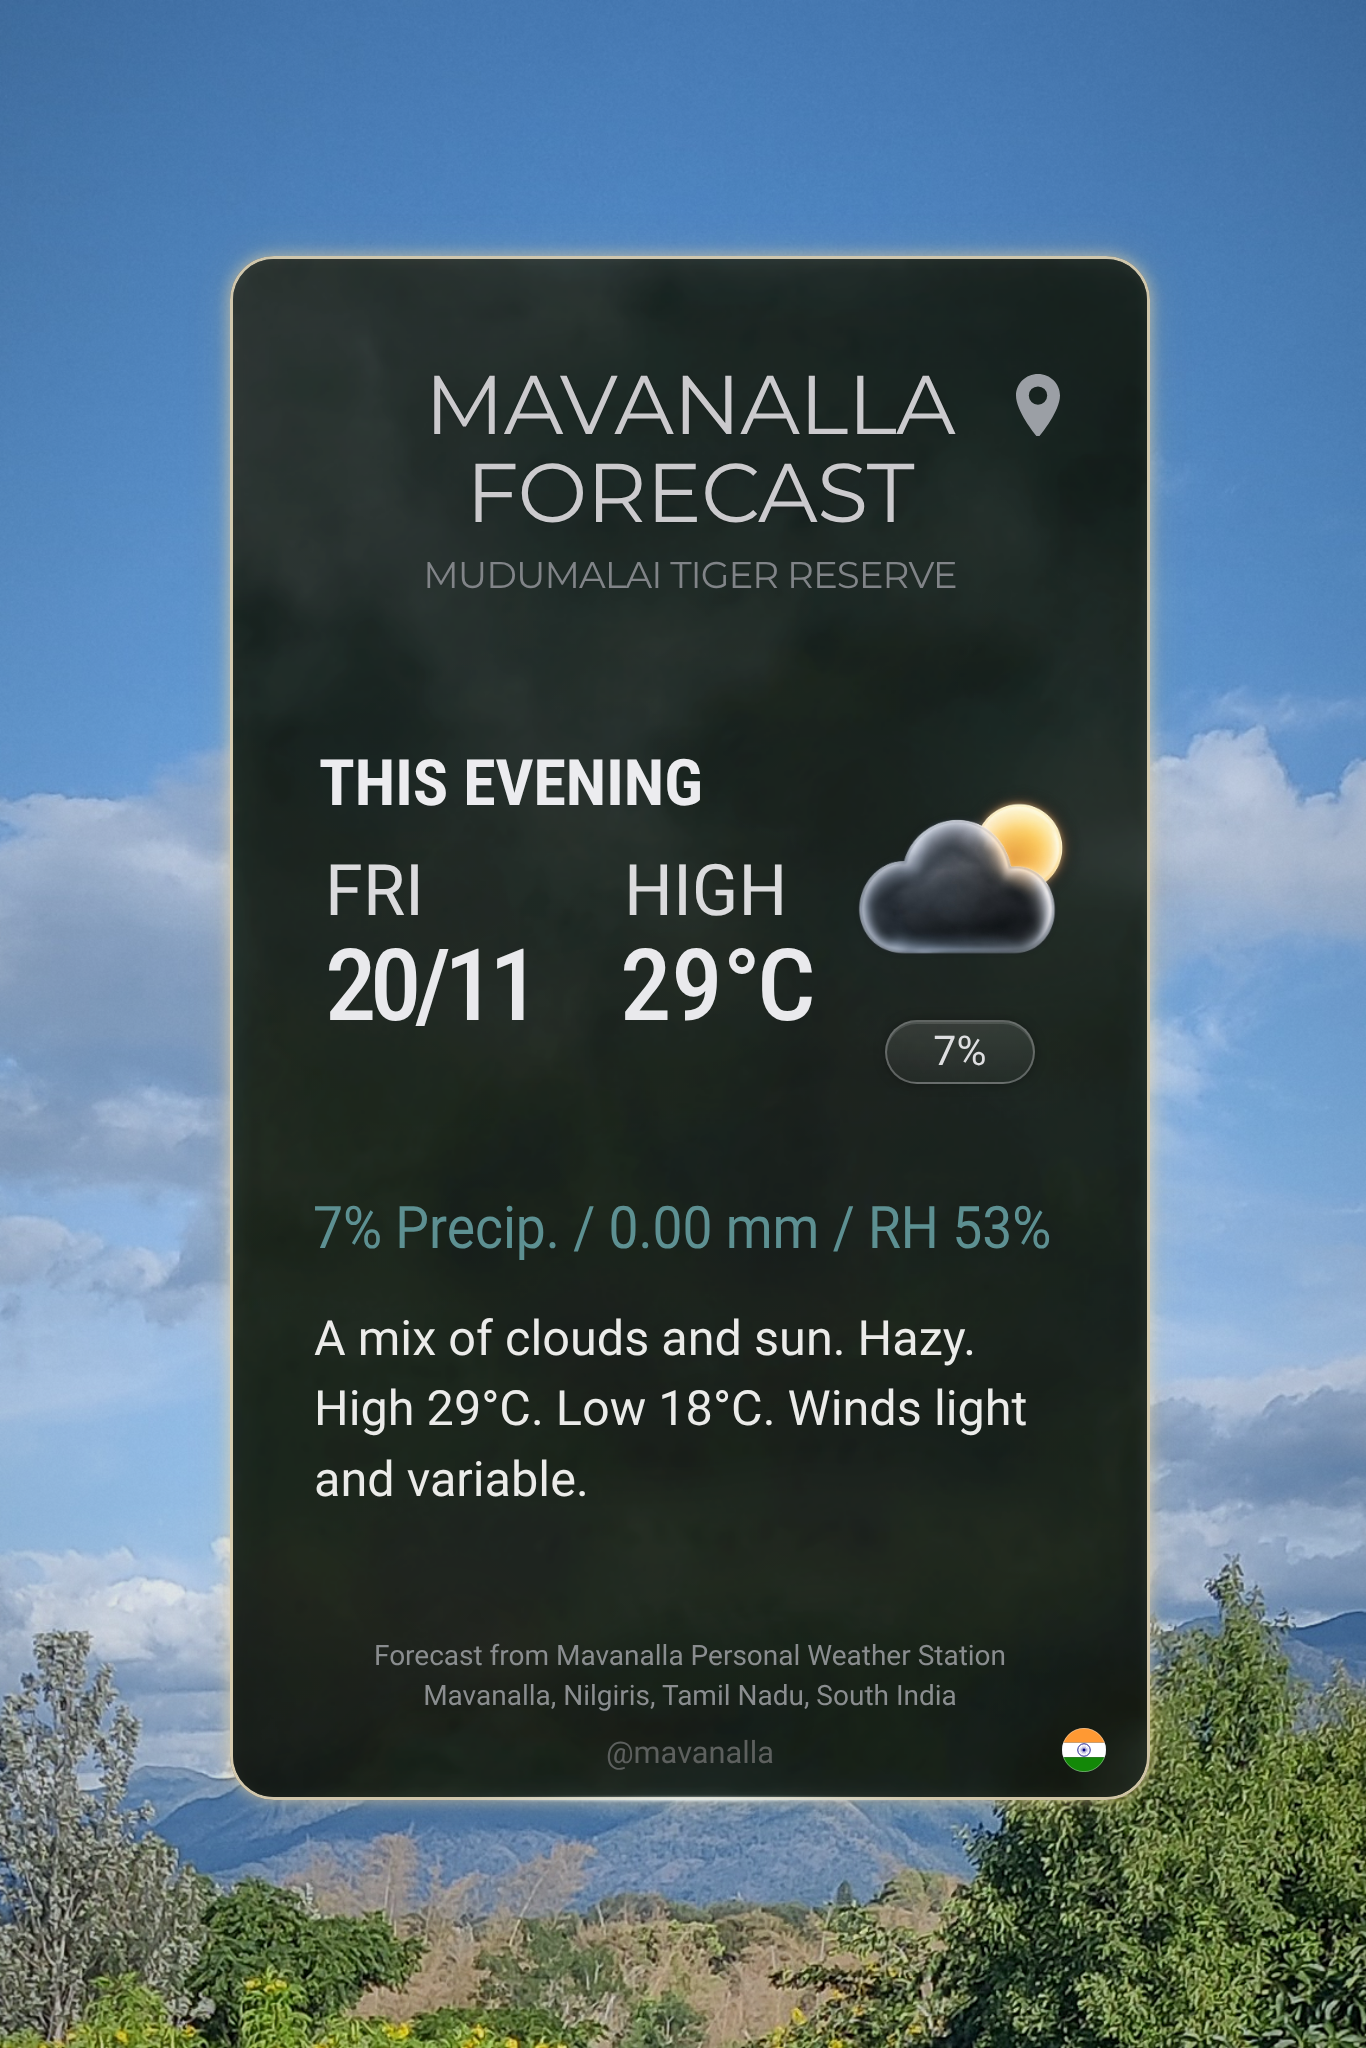 MAVANALLA
FORECAST
MUDUMALAI TIGER RESERVE
THIS EVENING
FRI
20/11
HIGH
29°C
7%
7% Precip. / 0.00 mm / RH 53%
A mix of clouds and sun. Hazy.
High 29°C. Low 18°C. Winds light
and variable.
Forecast from Mavanalla Personal Weather Station
Mavanalla, Nilgiris, Tamil Nadu, South India
@mavanalla